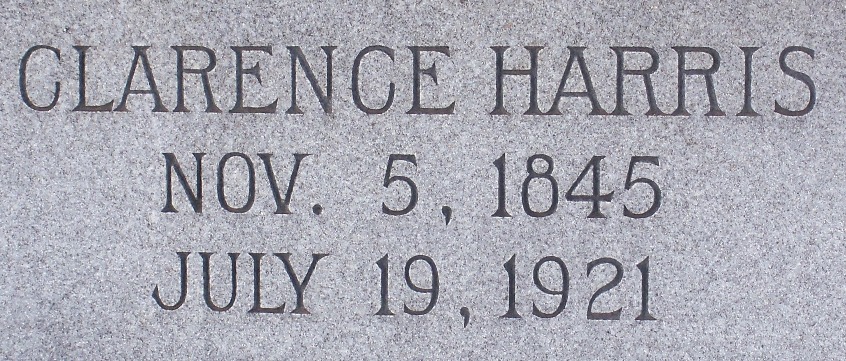 CLARENCE HARRIS
NOV. 5, 1845
JULY 19, 1921